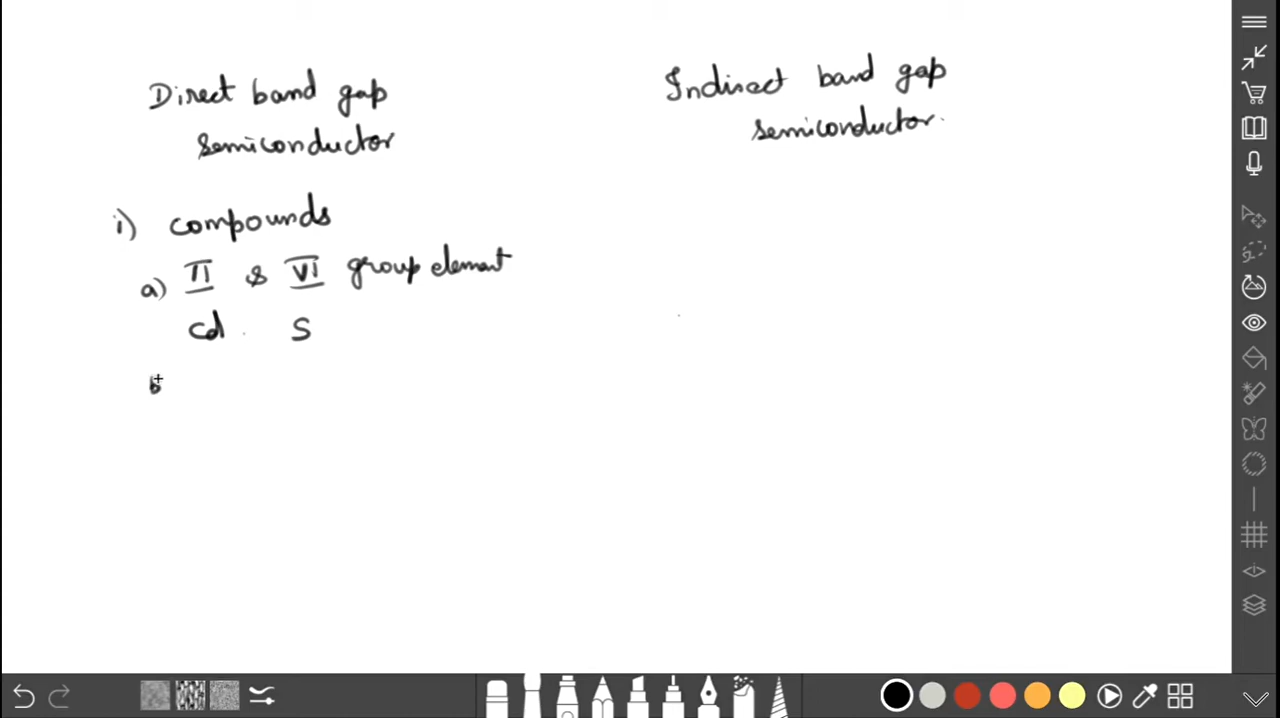 Direct band gap
semiconductor
Indirect band gap
semiconductor.
i) compounds
a) II & VI group element
Cd S
b